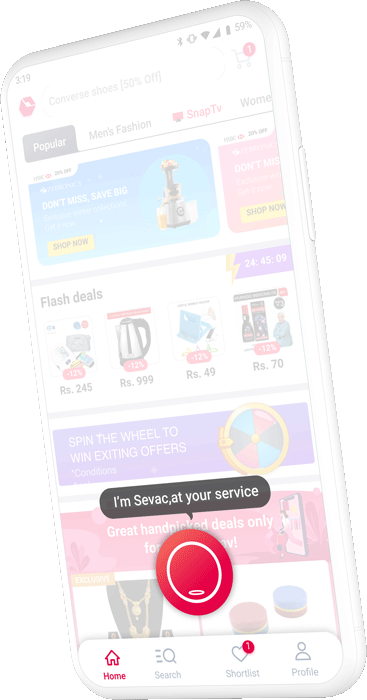 3:19
59%
1
Converse shoes [50% Off]
Popular
Men's Fashion
SnapTv
Wome
DON'T MISS, SAVE BIG
SHOP NOW
DON'T MIS
SHOP NOW
24: 45: 09
Flash deals
-12%
-12%
-12%
-12%
Rs. 245
Rs. 999
Rs. 49
Rs. 70
SPIN THE WHEEL TO
WIN EXITING OFFERS
*Conditions
I'm Sevac,at your service
Great handpicked deals only
for
y!
EXCLUSIVE
1
Home
Search
Shortlist
Profile